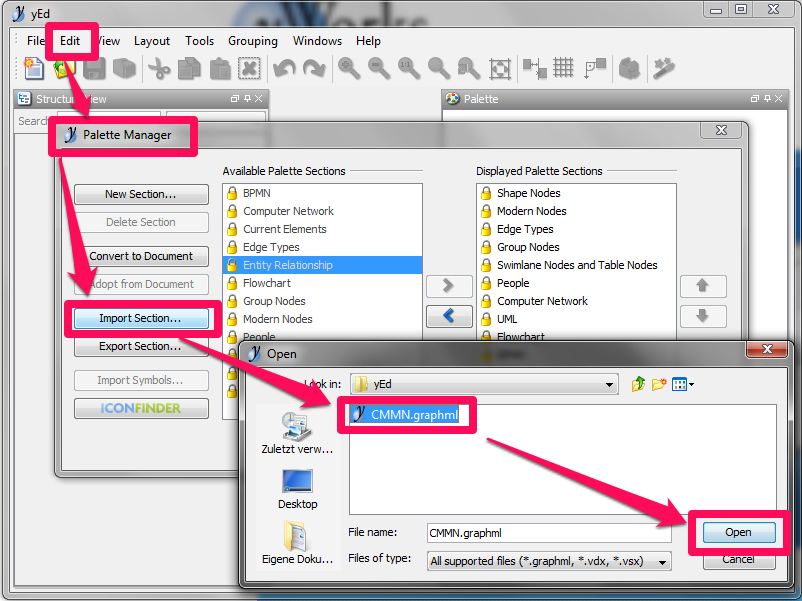 yEd
File Edit View Layout Tools Grouping Windows Help
Structure View
Palette
Search
Palette Manager
Available Palette Sections
Displayed Palette Sections
New Section...
Delete Section
Convert to Document
Adopt from Document
Import Section...
Export Section...
Import Symbols...
ICONFINDER
BPMN
Computer Network
Current Elements
Edge Types
Entity Relationship
Flowchart
Group Nodes
Modern Nodes
People
Shape Nodes
Modern Nodes
Edge Types
Group Nodes
Swimlane Nodes and Table Nodes
People
Computer Network
UML
Flowchart
Open
Look in:
yEd
CMMN.graphml
Zuletzt verw...
Desktop
Eigene Doku...
File name:
CMMN.graphml
Open
Files of type:
All supported files (*.graphml, *.vdx, *.vsx)
Cancel